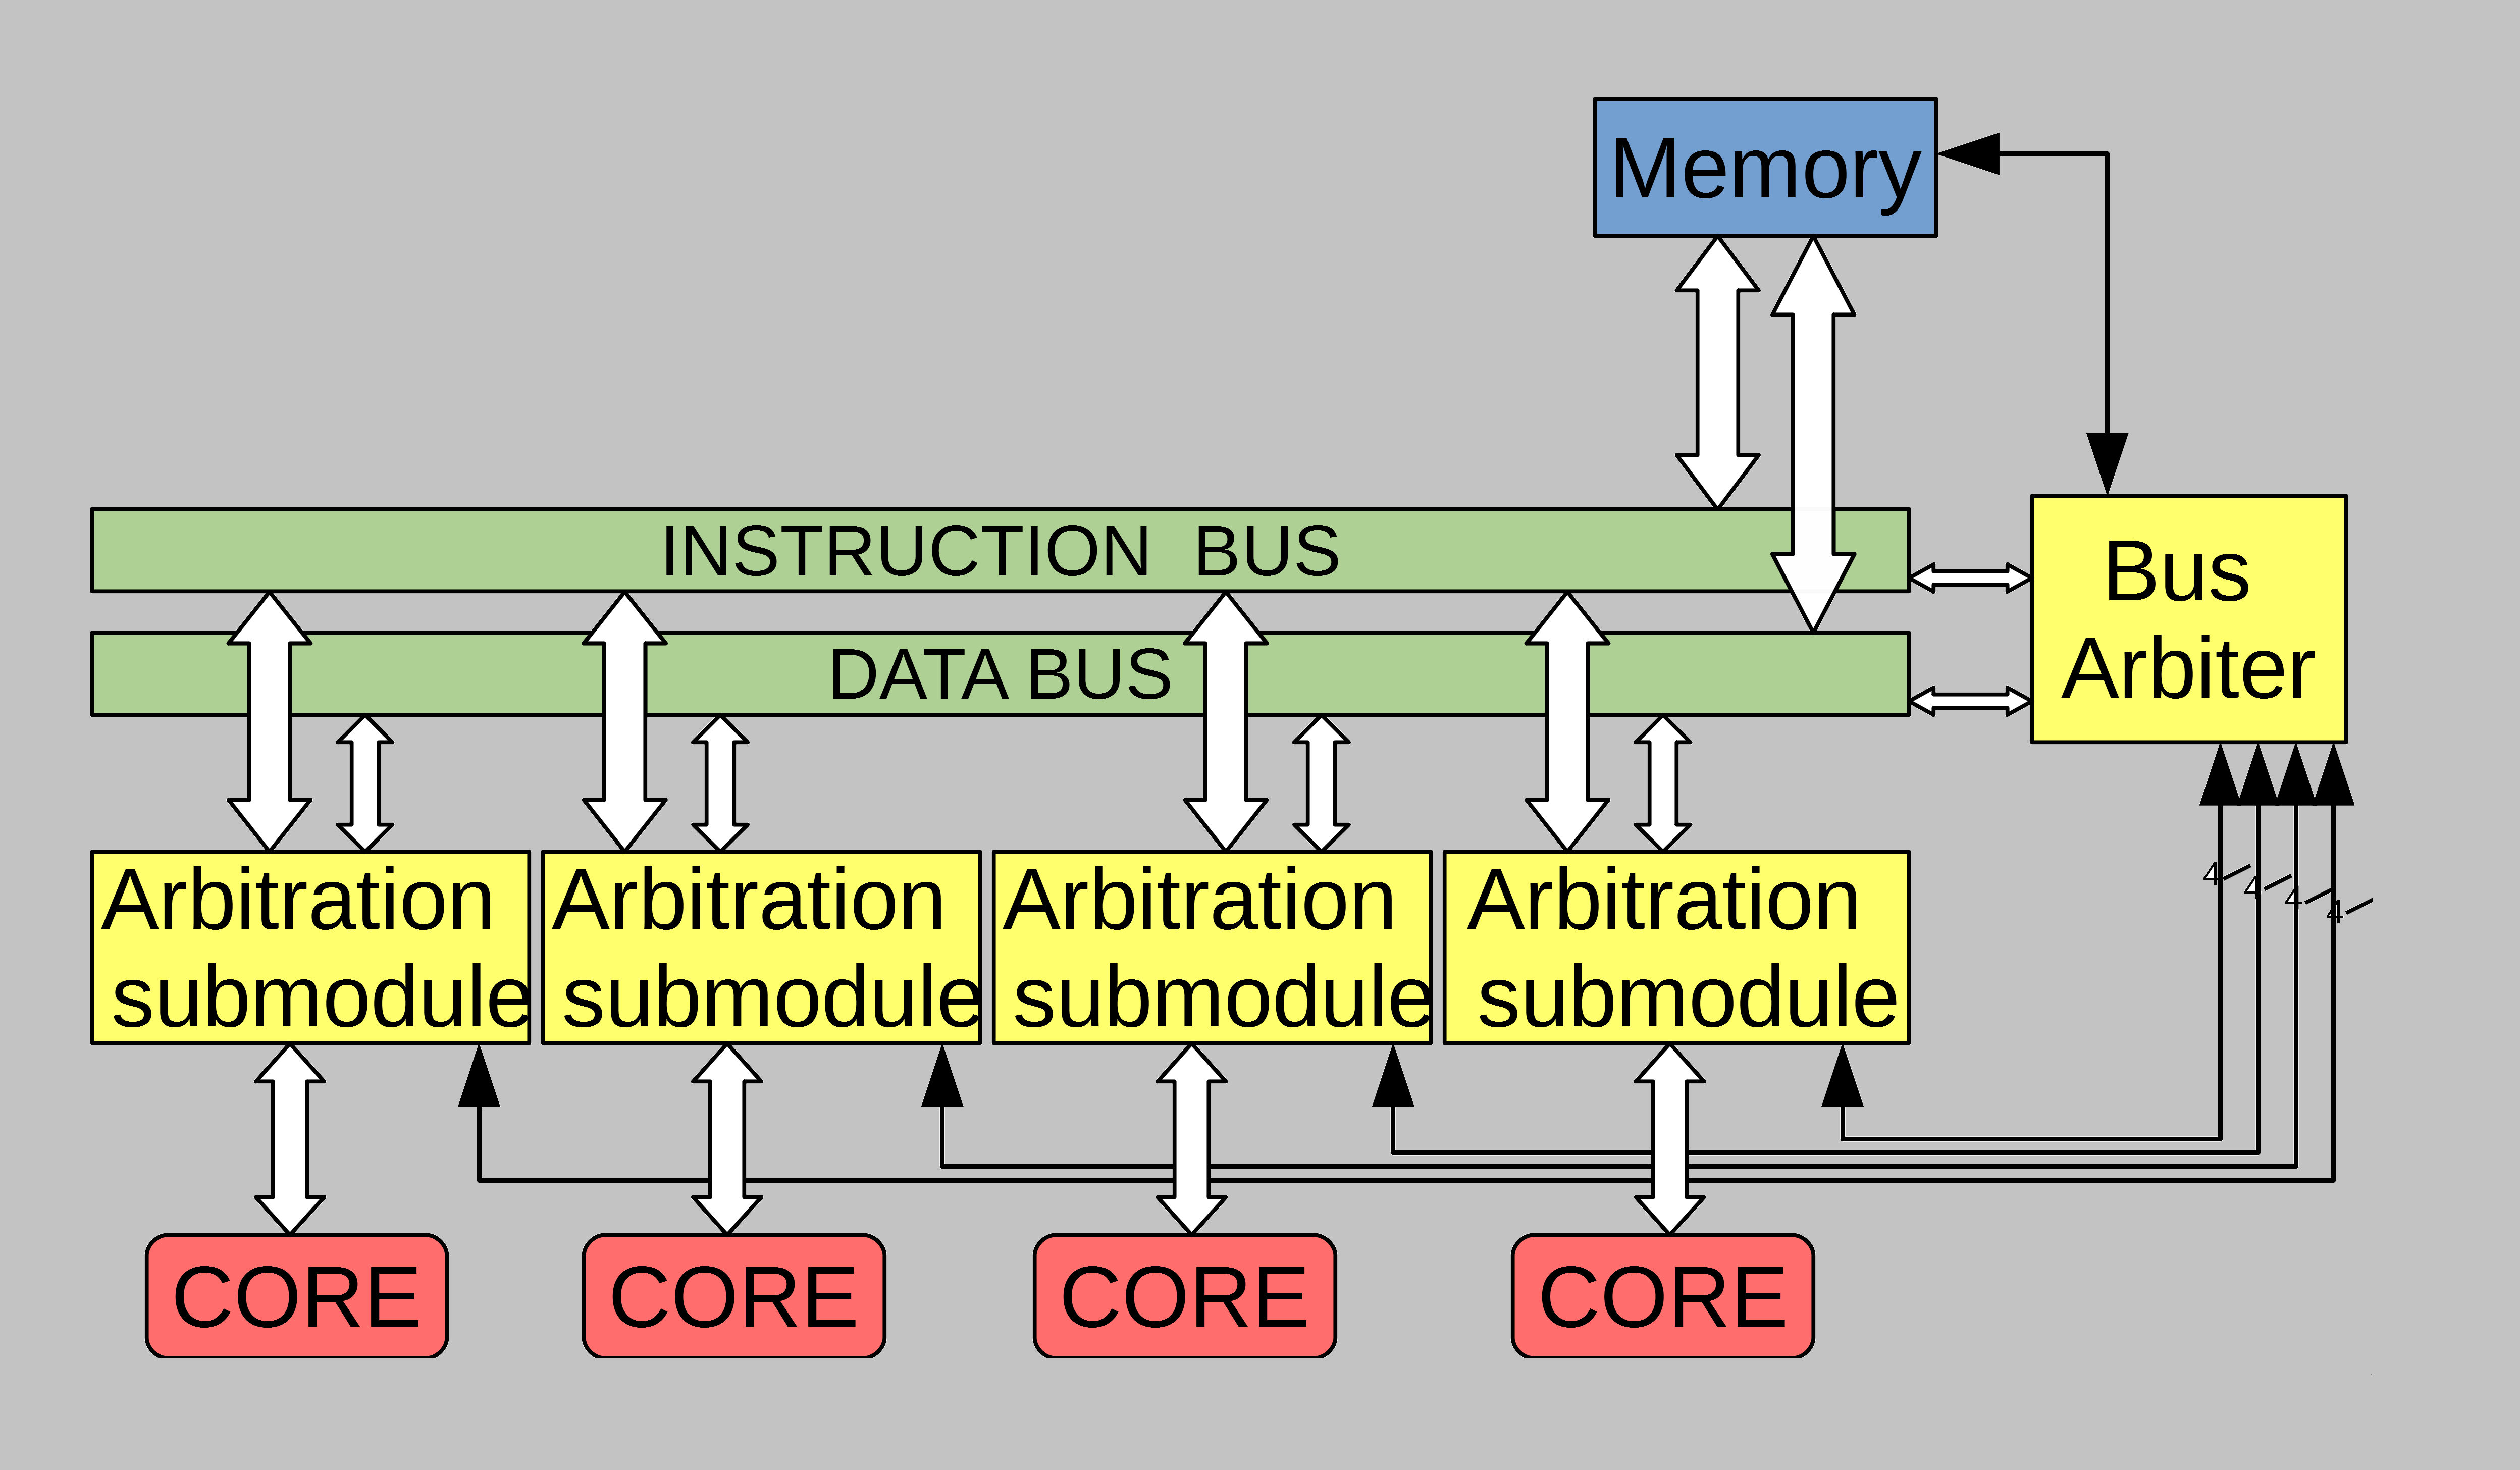 Memory
INSTRUCTION BUS
DATA BUS
Bus
Arbiter
Arbitration
submodule
Arbitration
submodule
Arbitration
submodule
Arbitration
submodule
4
4
4
4
CORE
CORE
CORE
CORE